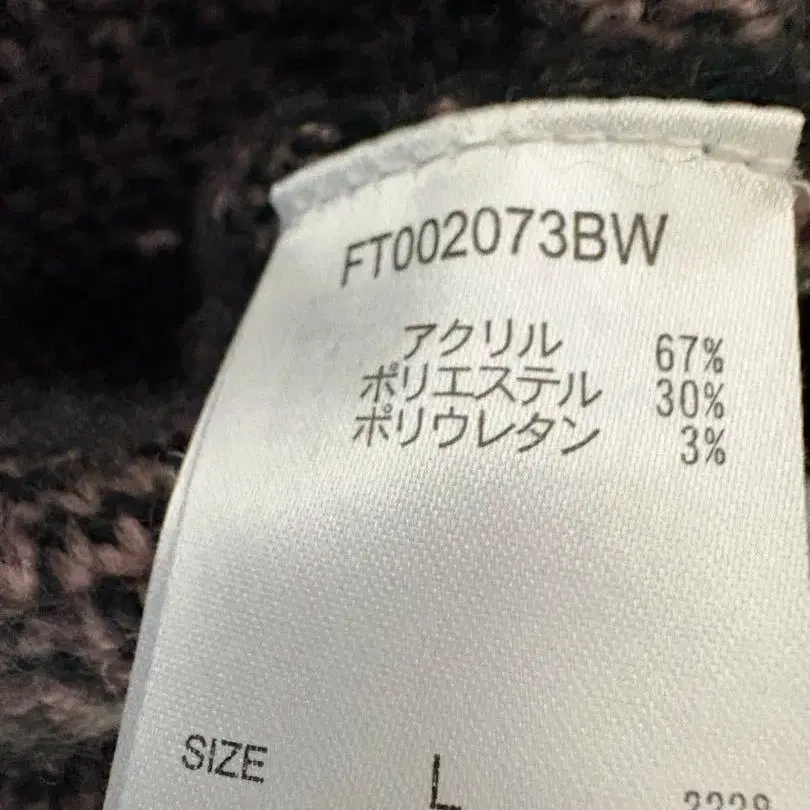 FT002073BW
アクリル 67%
ポリエステル 30%
ポリウレタン 3%
SIZE L